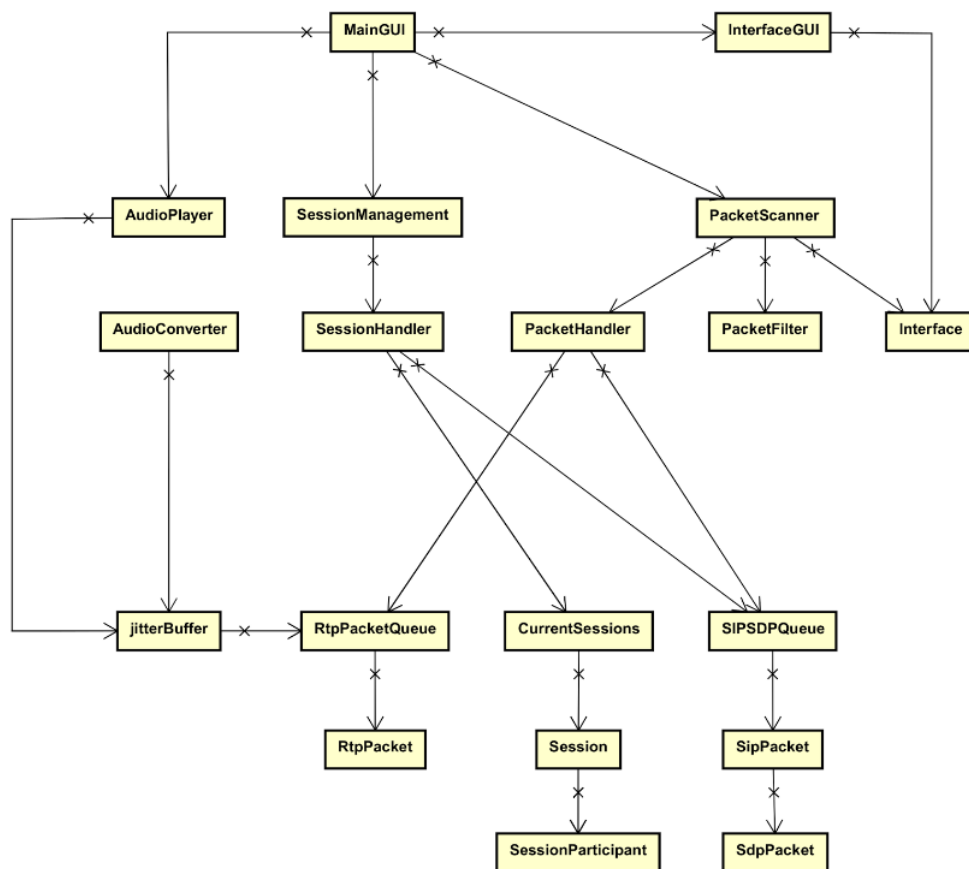 MainGUI
InterfaceGUI
AudioPlayer
SessionManagement
PacketScanner
AudioConverter
SessionHandler
PacketHandler
PacketFilter
Interface
jitterBuffer
RtpPacketQueue
CurrentSessions
SIPSDPQueue
RtpPacket
Session
SipPacket
SessionParticipant
SdpPacket